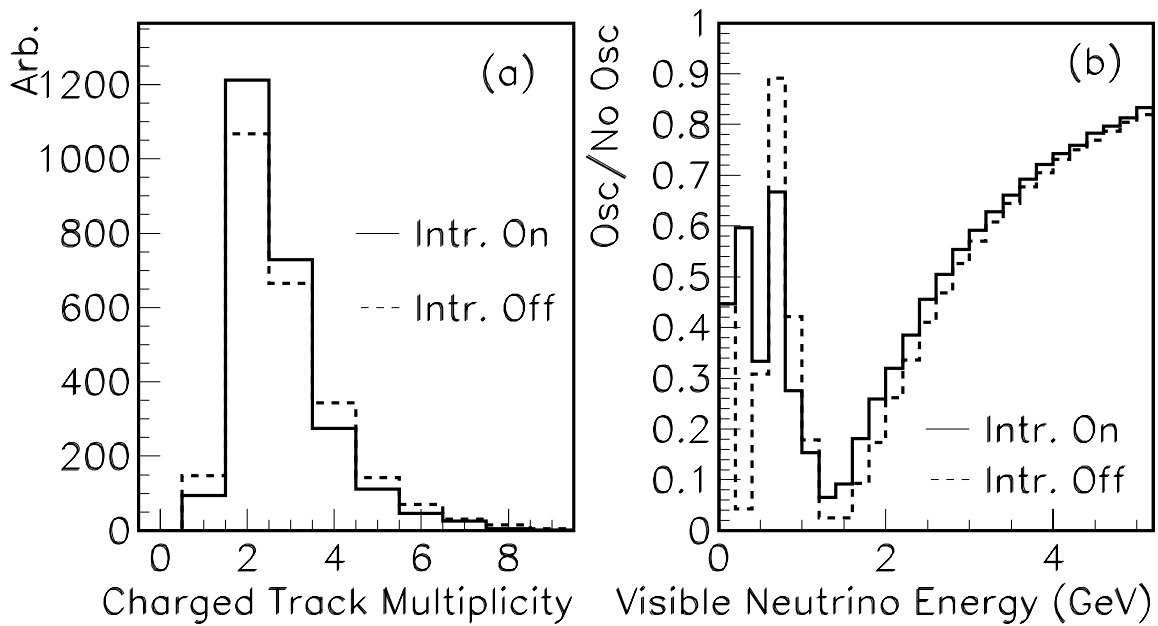 Arb.
1200
1000
800
600
400
200
0
0 2 4 6 8
Charged Track Multiplicity
(a)
Intr. On
Intr. Off
Osc/No Osc
1
0.9
0.8
0.7
0.6
0.5
0.4
0.3
0.2
0.1
0
0 2 4
Visible Neutrino Energy (GeV)
(b)
Intr. On
Intr. Off